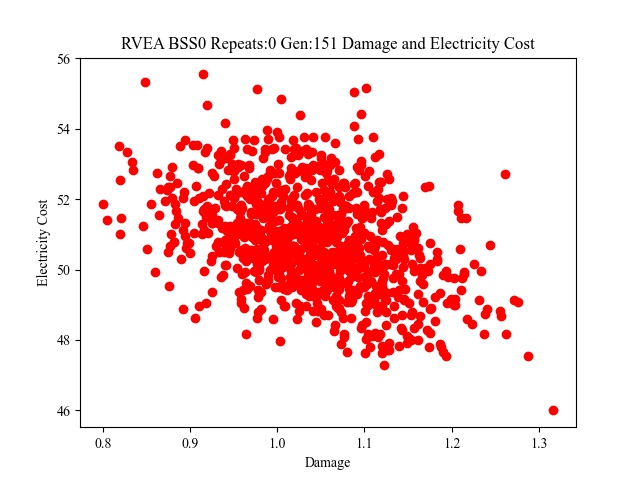 RVEA BSS0 Repeats:0 Gen:151 Damage and Electricity Cost
56
54
52
50
48
46
Electricity Cost
0.8 0.9 1.0 1.1 1.2 1.3
Damage